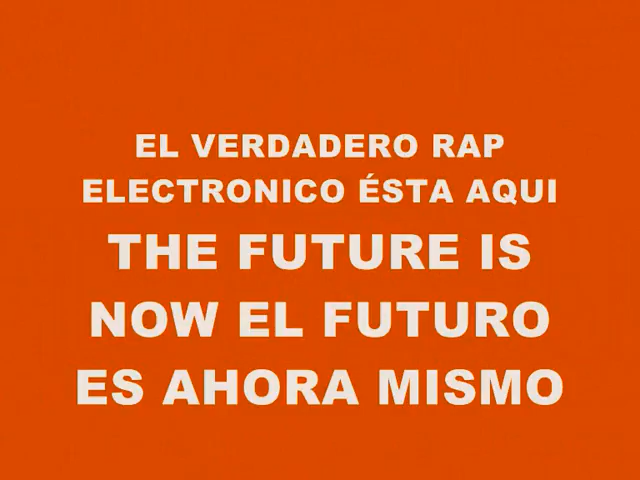 EL VERDADERO RAP
ELECTRONICO ÉSTA AQUI
THE FUTURE IS
NOW EL FUTURO
ES AHORA MISMO